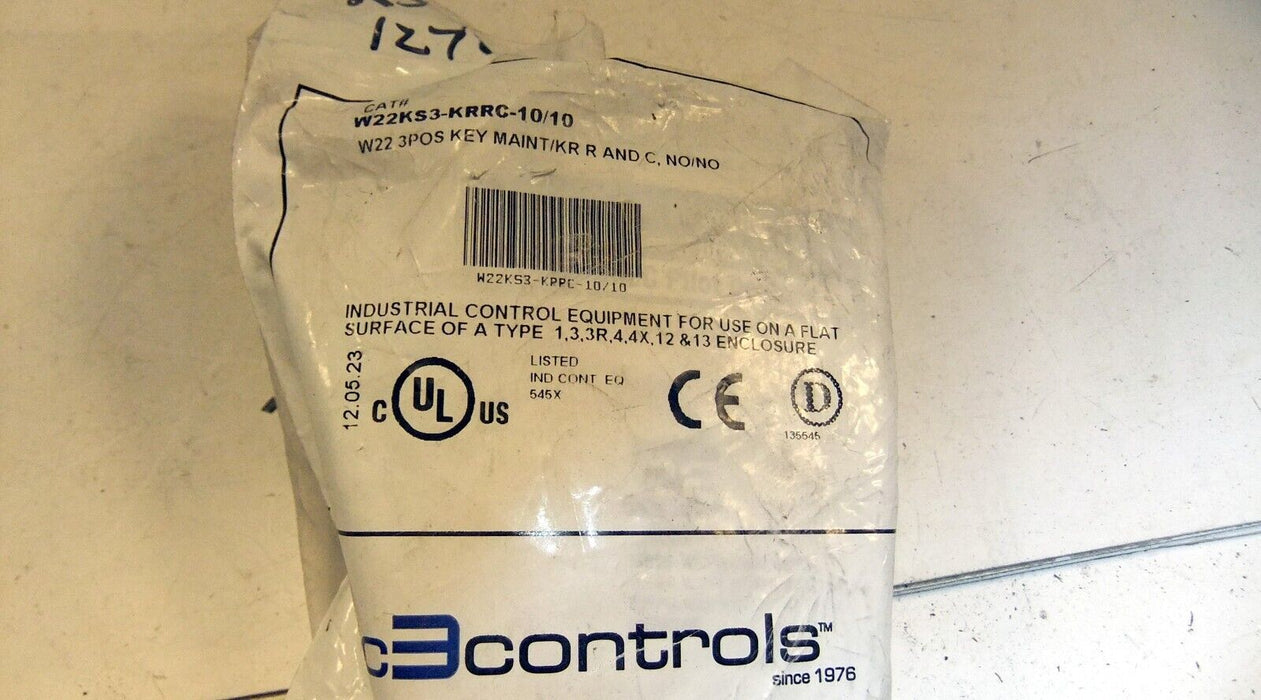 127
CAT#
W22KS3-KRRC-10/10
W22 3POS KEY MAINT/KR R AND C, NO/NO
W22KS3-KRRC-10/10
INDUSTRIAL CONTROL EQUIPMENT FOR USE ON A FLAT
SURFACE OF A TYPE 1,3,3R,4,4X,12 &13 ENCLOSURE
12.05.23
C UL US
LISTED
IND CONT EQ
545X
CE
D
135545
c3controls™
since 1976